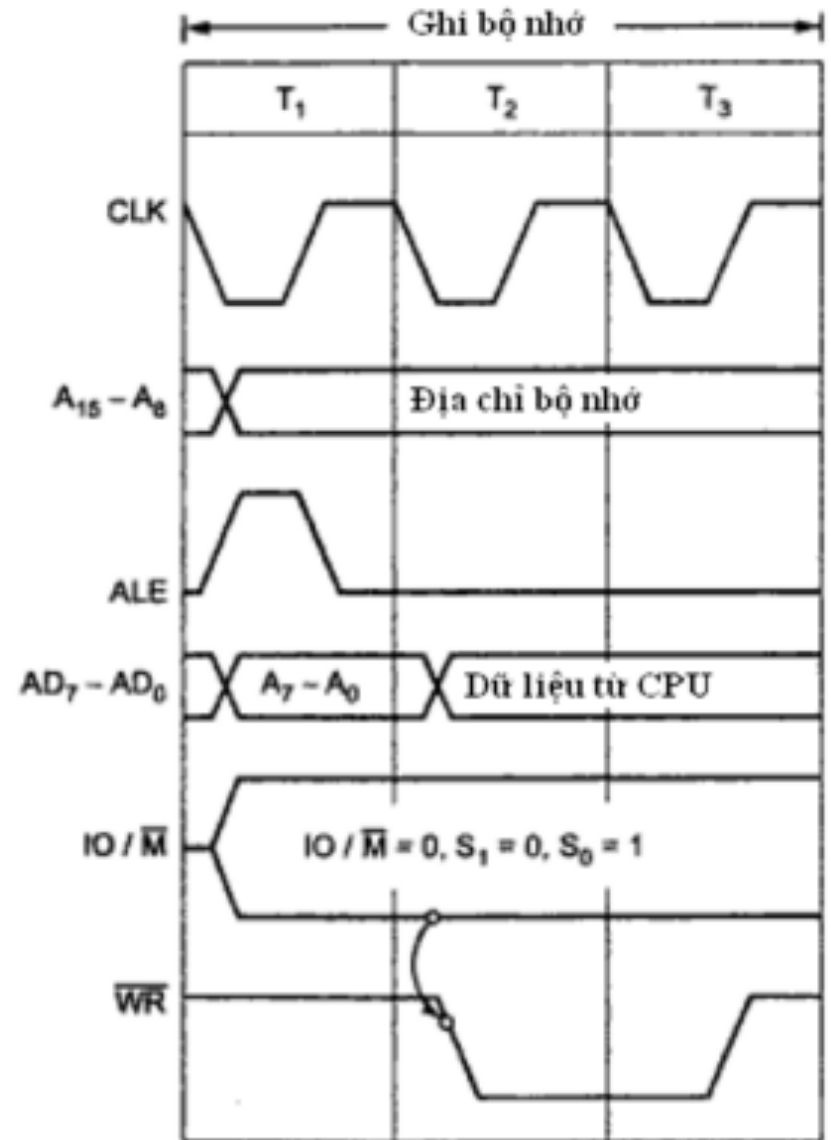 Ghi bộ nhớ
T₁ T₂ T₃
CLK
A₁₅ – A₈ Địa chỉ bộ nhớ
ALE
AD₇ – AD₀ A₇ – A₀ Dữ liệu từ CPU
IO / M̅ IO / M̅ = 0, S₁ = 0, S₀ = 1
W̅R̅